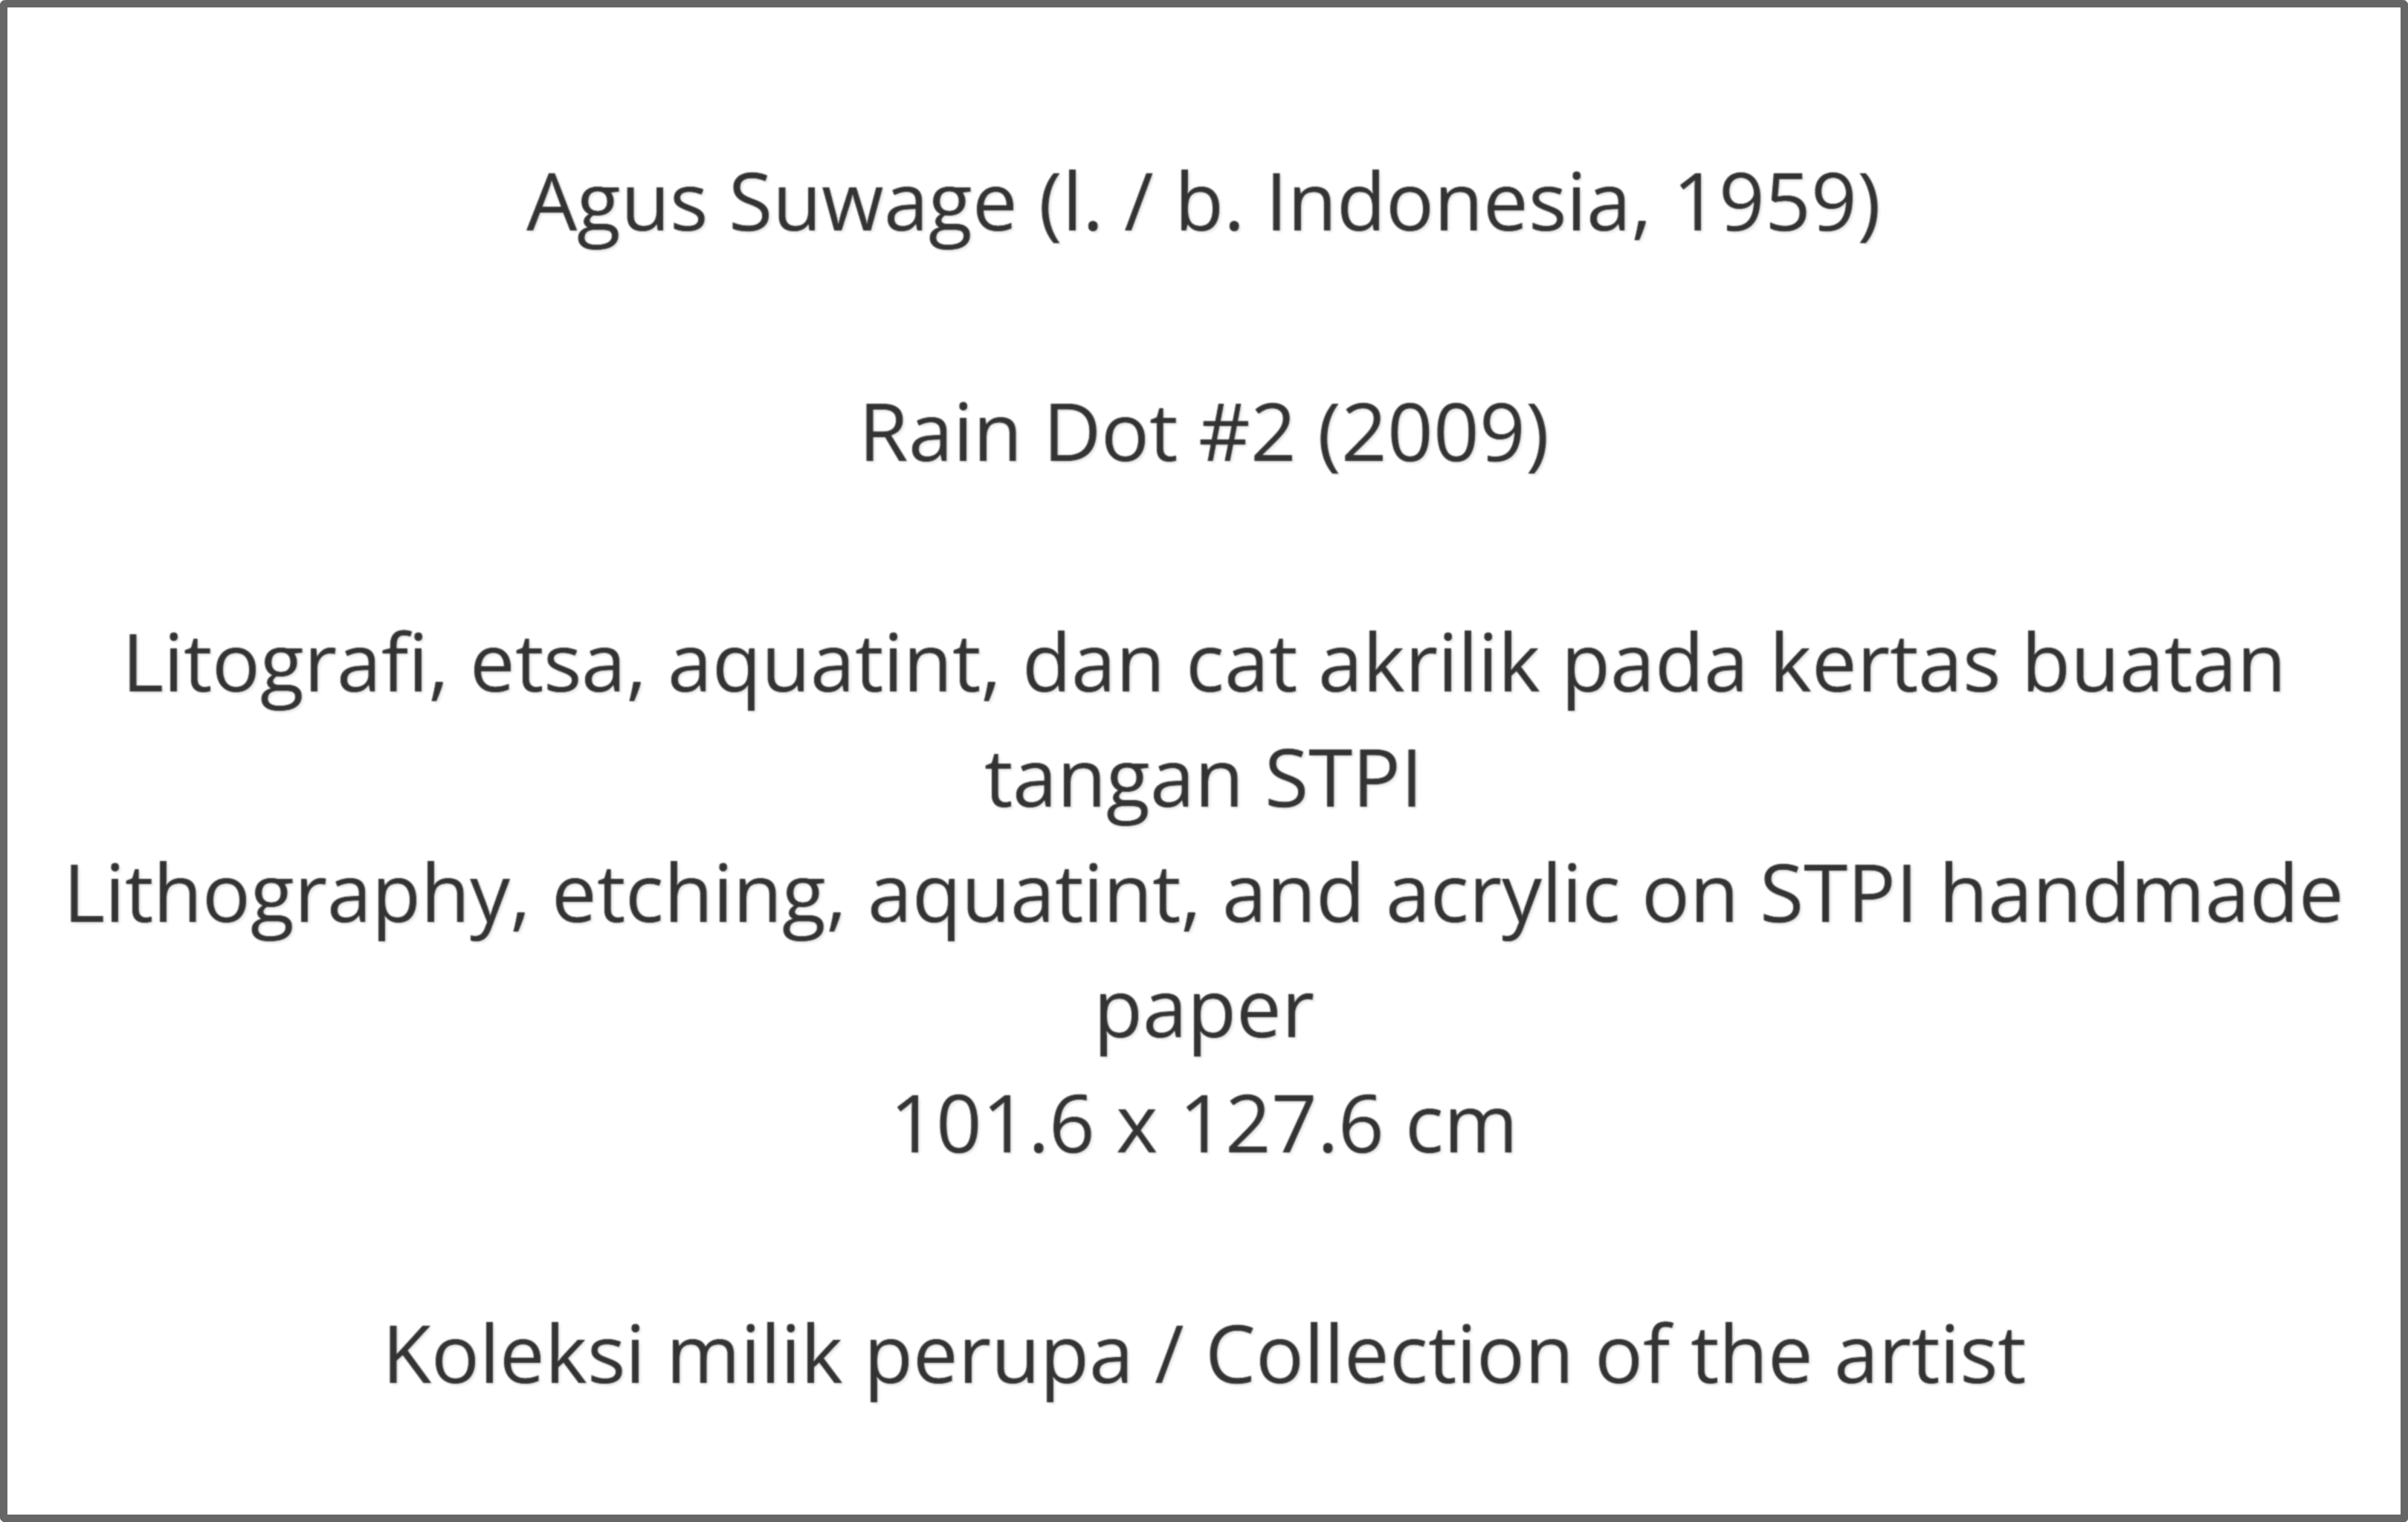 Agus Suwage (l. / b. Indonesia, 1959)
Rain Dot #2 (2009)
Litografi, etsa, aquatint, dan cat akrilik pada kertas buatan
tangan STPI
Lithography, etching, aquatint, and acrylic on STPI handmade
paper
101.6 x 127.6 cm
Koleksi milik perupa / Collection of the artist